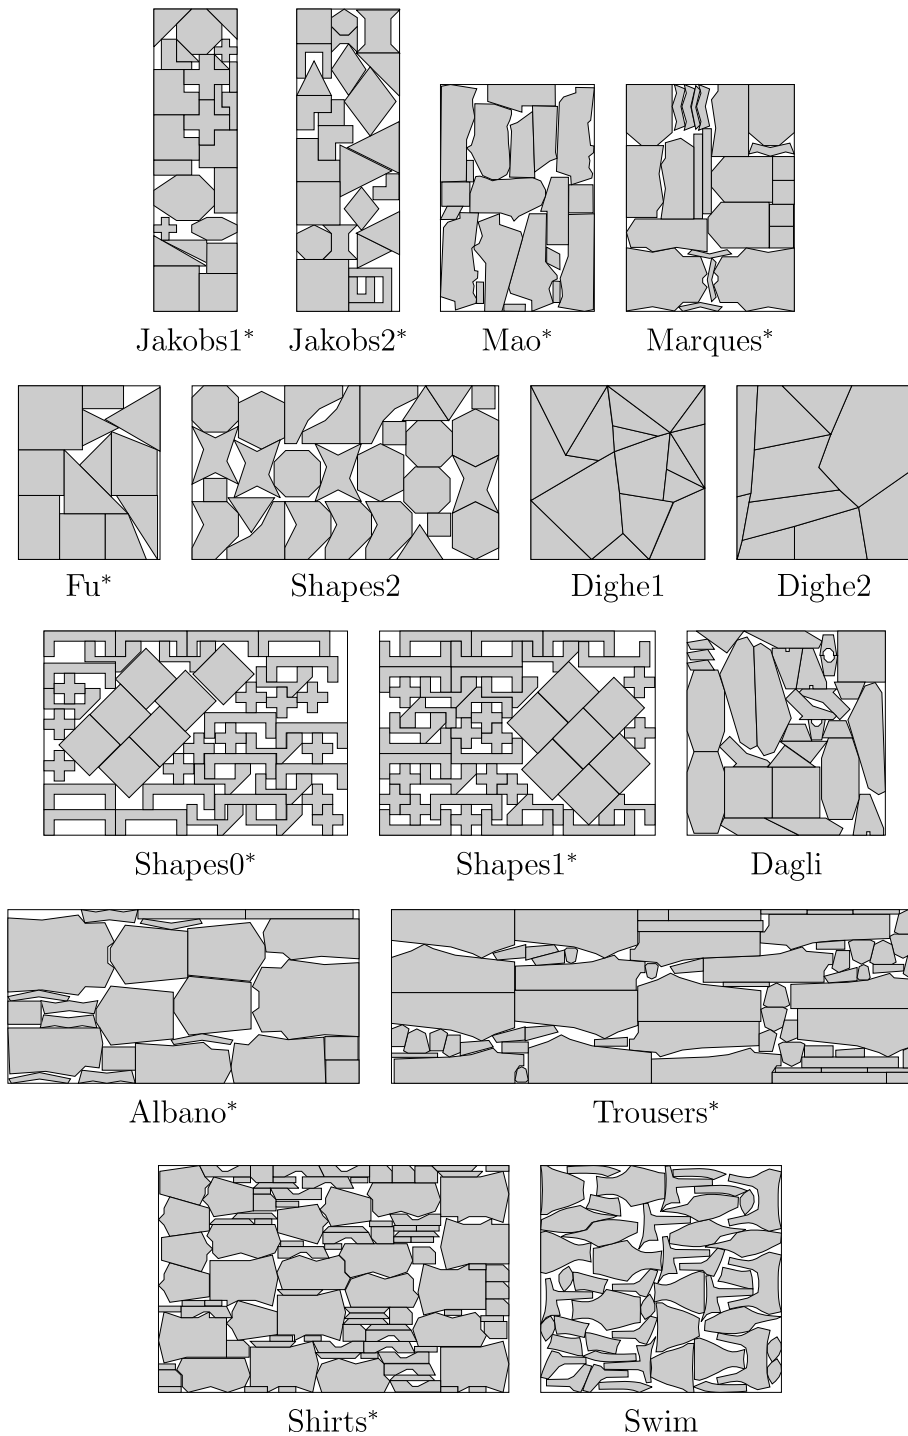 Jakobs1* Jakobs2* Mao* Marques*
Fu* Shapes2 Dighe1 Dighe2
Shapes0* Shapes1* Dagli
Albano* Trousers*
Shirts* Swim